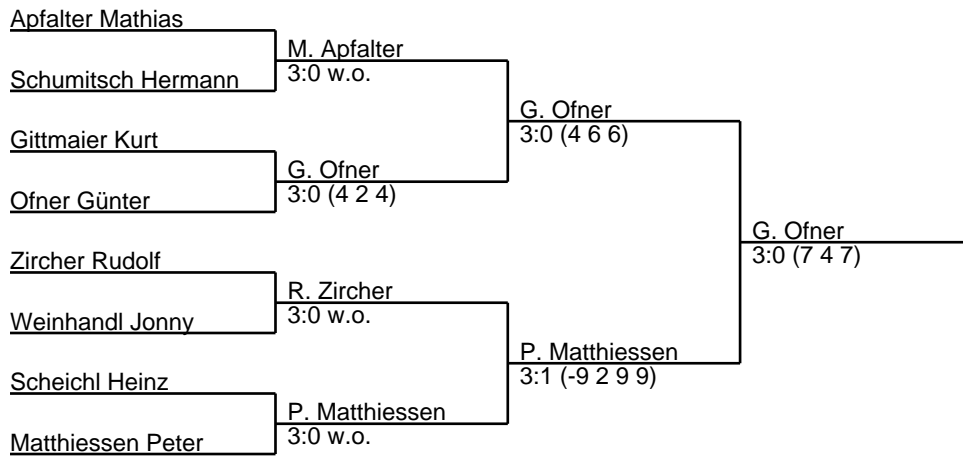 Apfalter Mathias
M. Apfalter
3:0 w.o.
Schumitsch Hermann
G. Ofner
3:0 (4 6 6)
Gittmaier Kurt
G. Ofner
3:0 (4 2 4)
Ofner Günter
G. Ofner
3:0 (7 4 7)
Zircher Rudolf
R. Zircher
3:0 w.o.
Weinhandl Jonny
P. Matthiessen
3:1 (-9 2 9 9)
Scheichl Heinz
P. Matthiessen
3:0 w.o.
Matthiessen Peter